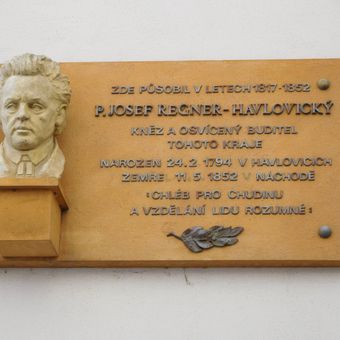 ZDE PŮSOBIL V LETECH 1817-1852
P. JOSEF REGNER-HAVLOVICKÝ
KNĚZ A OSVÍCENÝ BUDITEL
TOHOTO KRAJE
NAROZEN 24. 2. 1794 V HAVLOVICÍCH
ZEMŘEL 11. 5. 1852 V NÁCHODĚ
:CHLÉB PRO CHUDINU
A VZDĚLÁNÍ LIDU ROZUMNÉ: